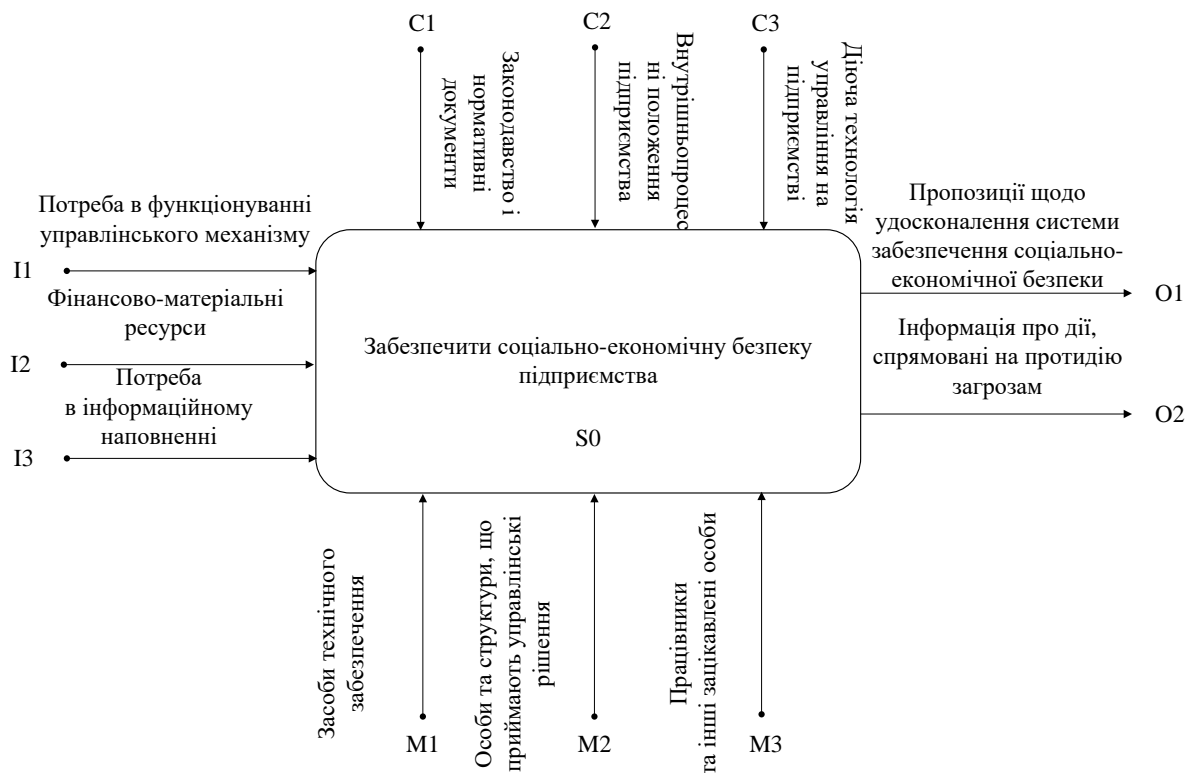 C1
C2
C3
Законодавство і
нормативні
документи
Внутрішньопроцес
ні положення
підприємства
Діюча технологія
управління на
підприємстві
Потреба в функціонуванні
управлінського механізму
I1
Фінансово-матеріальні
ресурси
I2
Потреба
в інформаційному
наповненні
I3
Забезпечити соціально-економічну безпеку
підприємства
S0
Пропозиції щодо
удосконалення системи
забезпечення соціально-
економічної безпеки
O1
Інформація про дії,
спрямовані на протидію
загрозам
O2
Засоби технічного
забезпечення
Особи та структури, що
приймають управлінські
рішення
Працівники
та інші зацікавлені особи
M1
M2
M3